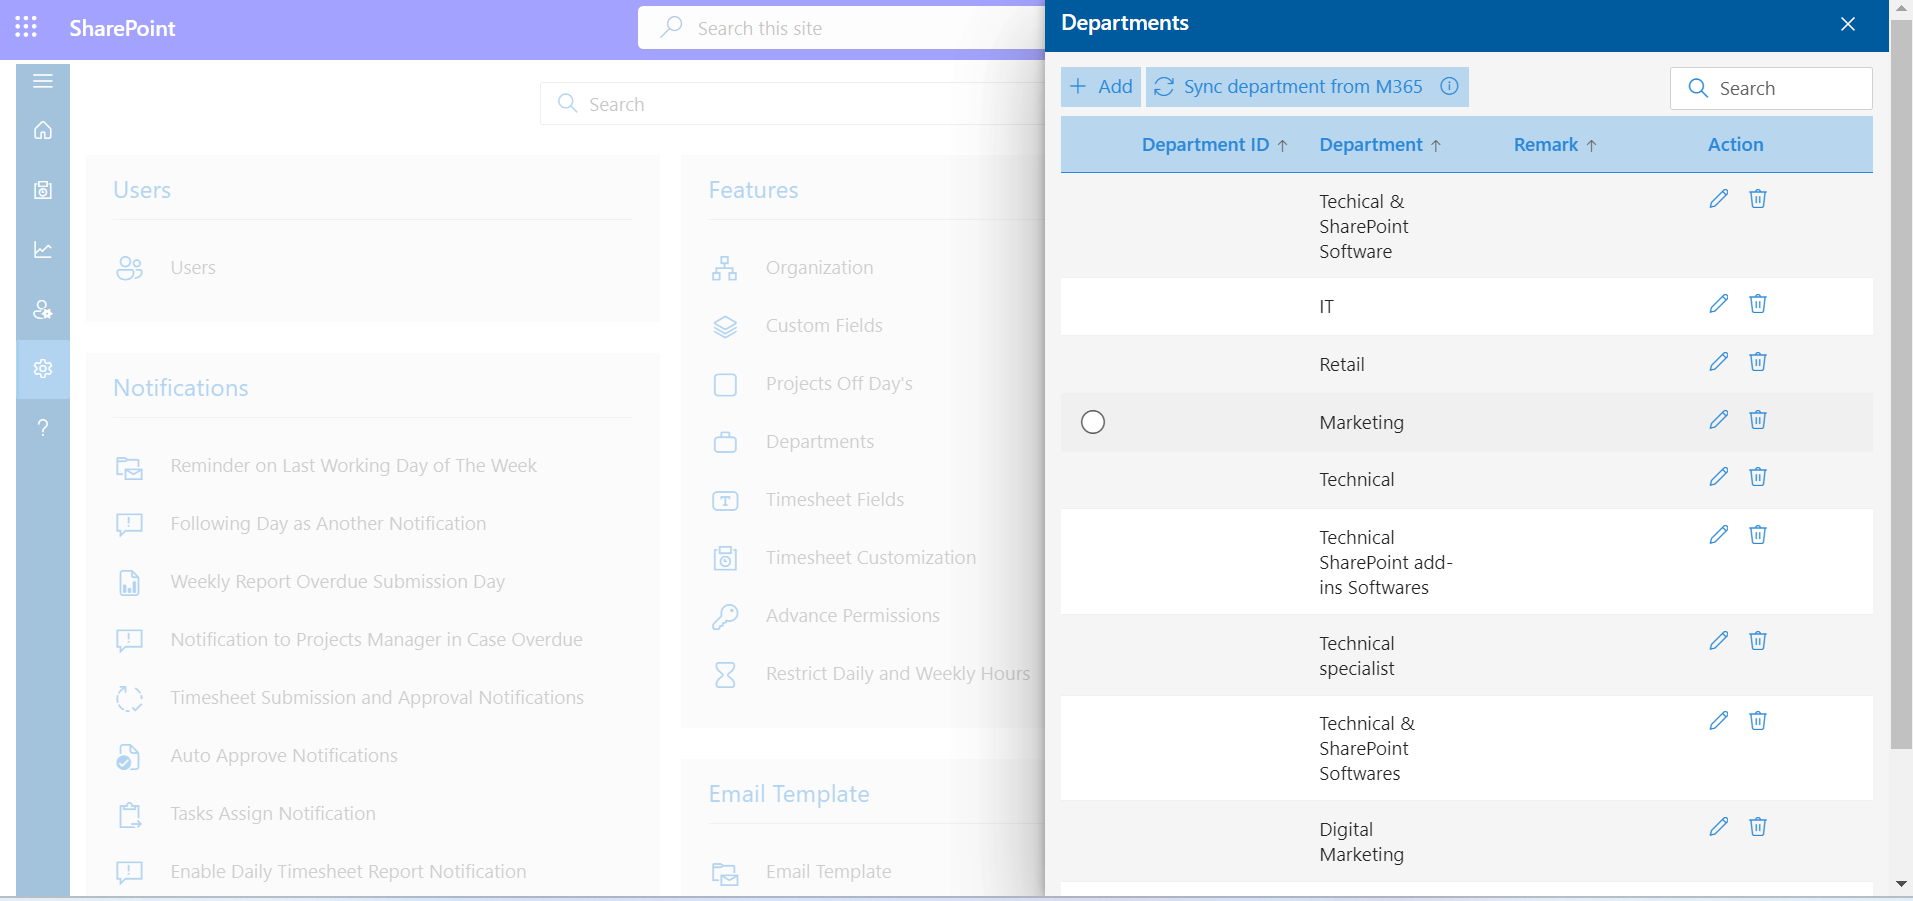 SharePoint
Search this site
Search
Users
Users
Notifications
Reminder on Last Working Day of The Week
Following Day as Another Notification
Weekly Report Overdue Submission Day
Notification to Projects Manager in Case Overdue
Timesheet Submission and Approval Notifications
Auto Approve Notifications
Tasks Assign Notification
Enable Daily Timesheet Report Notification
Features
Organization
Custom Fields
Projects Off Day's
Departments
Timesheet Fields
Timesheet Customization
Advance Permissions
Restrict Daily and Weekly Hours
Email Template
Email Template
Departments
Add
Sync department from M365
Search
Department ID Department Remark Action
Techical &
SharePoint
Software
IT
Retail
Marketing
Technical
Technical
SharePoint add-
ins Softwares
Technical
specialist
Technical &
SharePoint
Softwares
Digital
Marketing